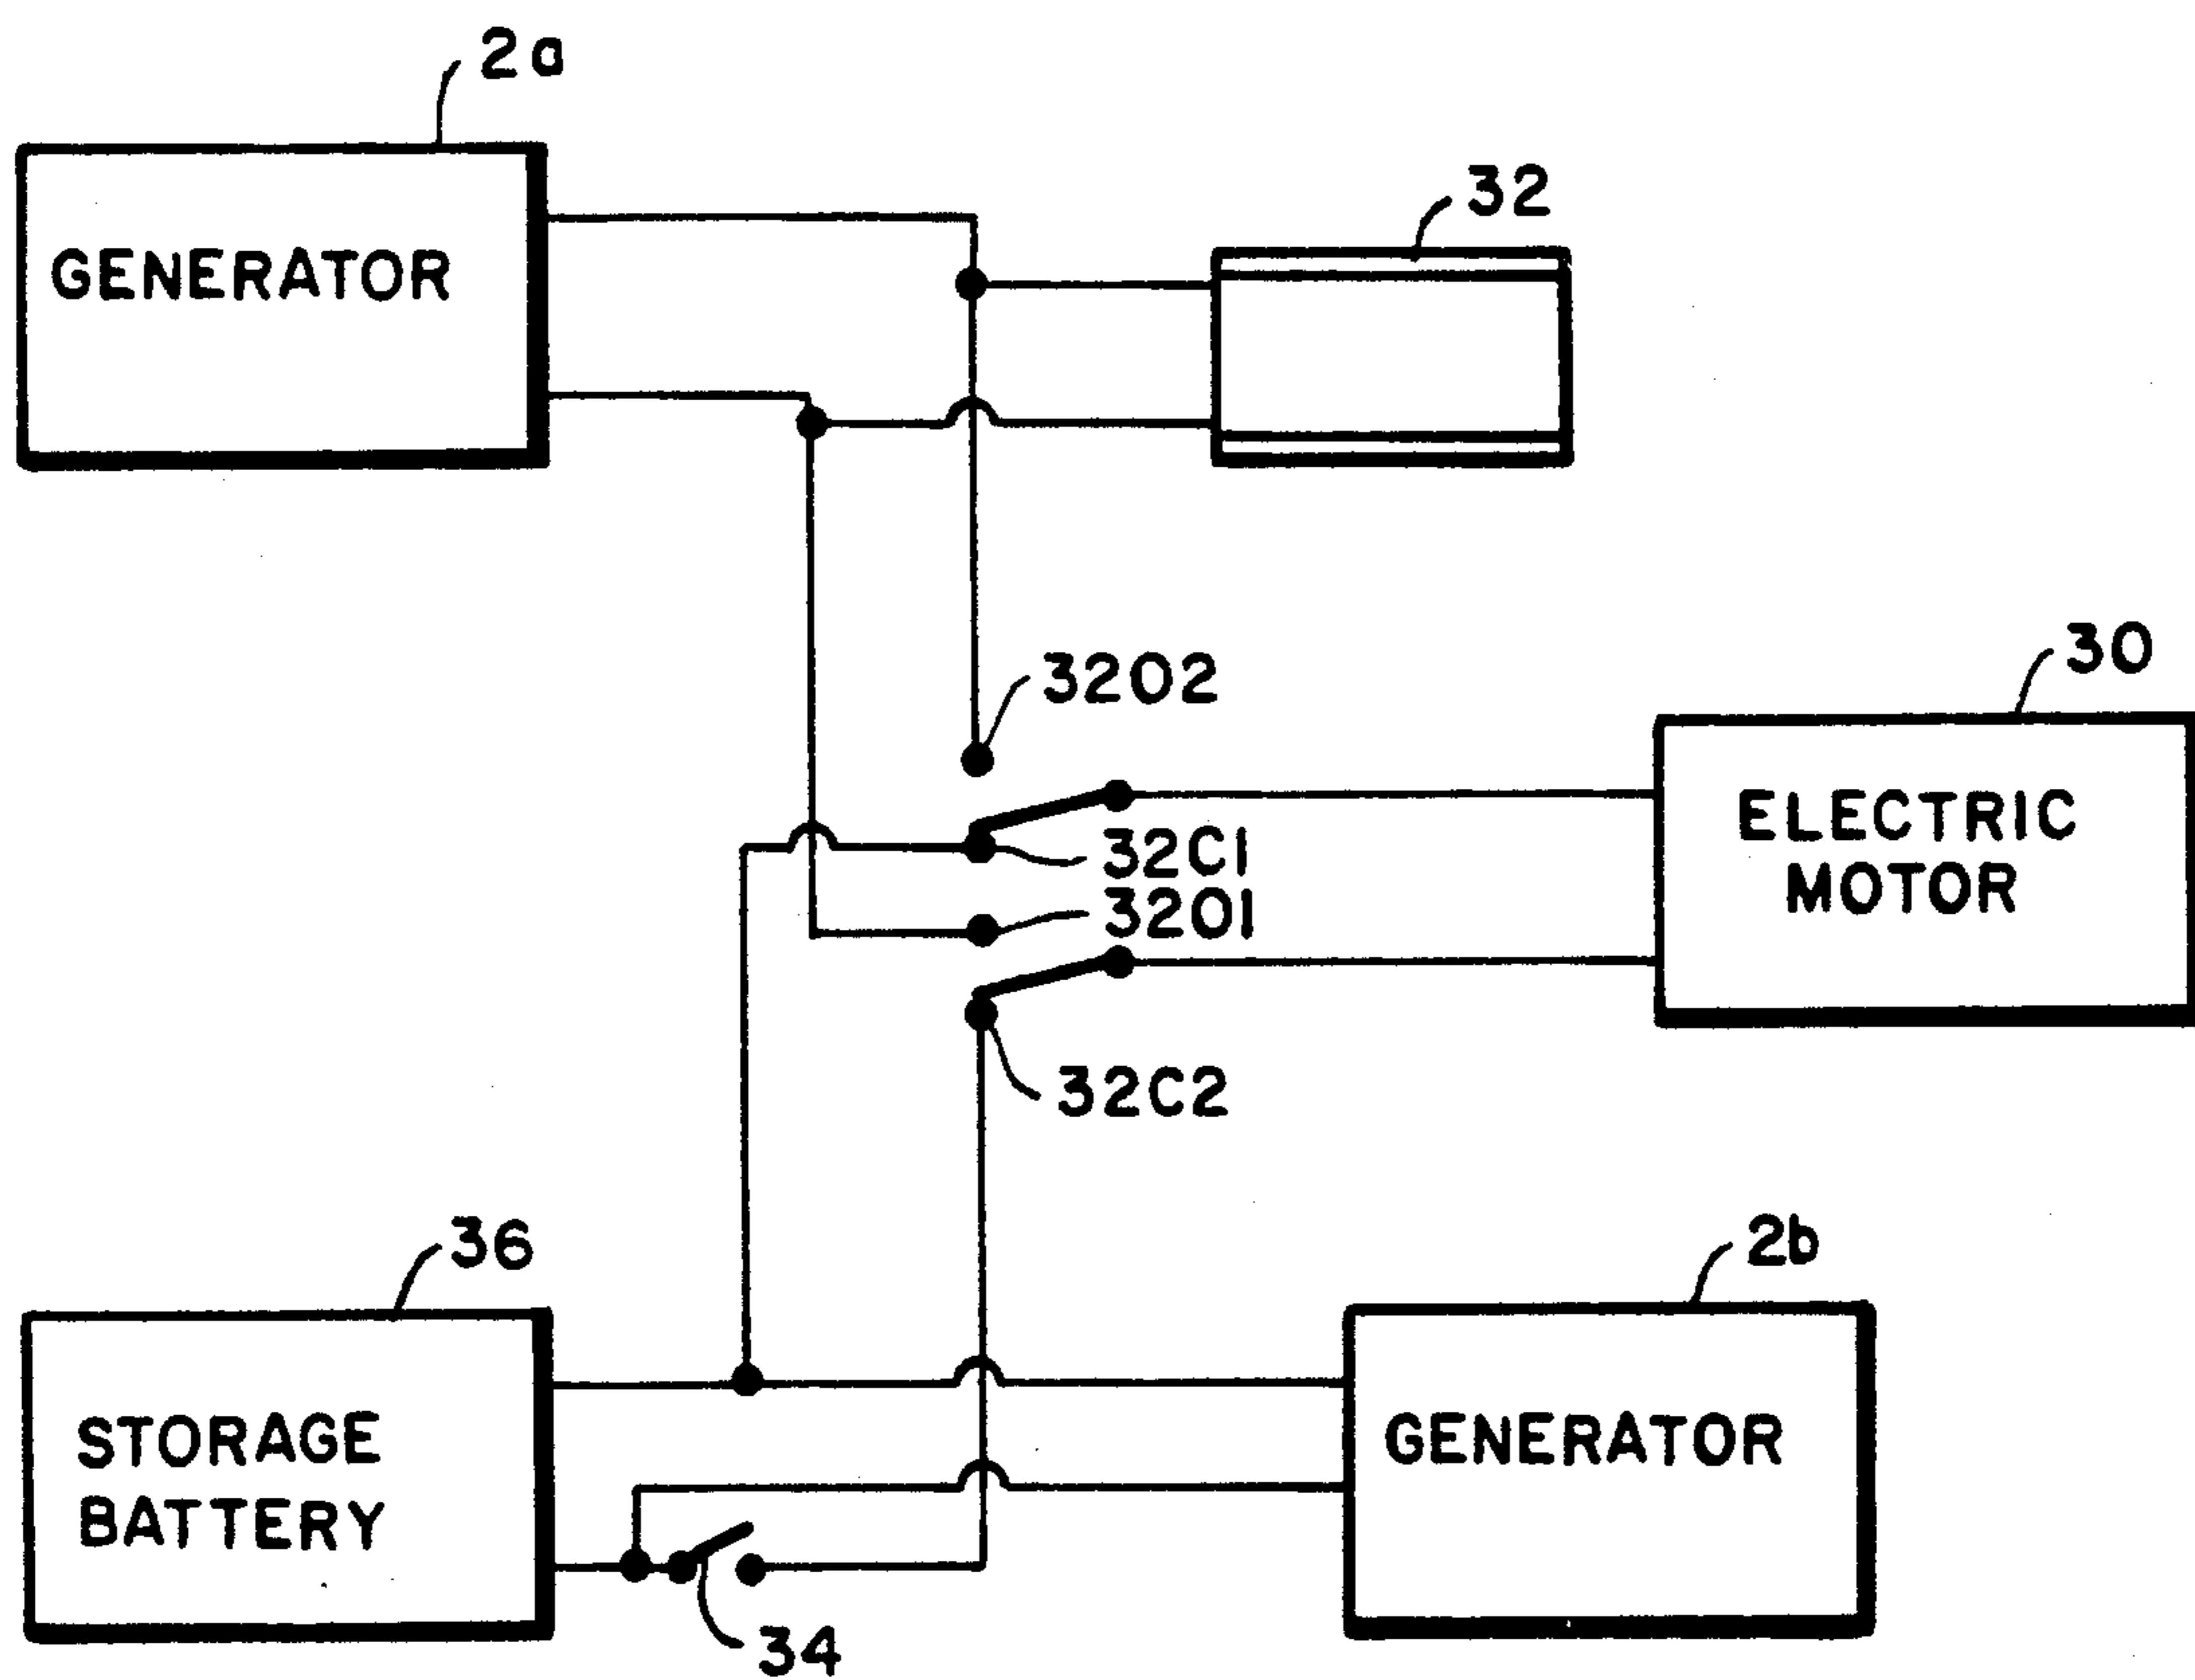 2a
GENERATOR
32
3202
30
ELECTRIC
MOTOR
32C1
3201
32C2
36
2b
STORAGE
BATTERY
GENERATOR
34